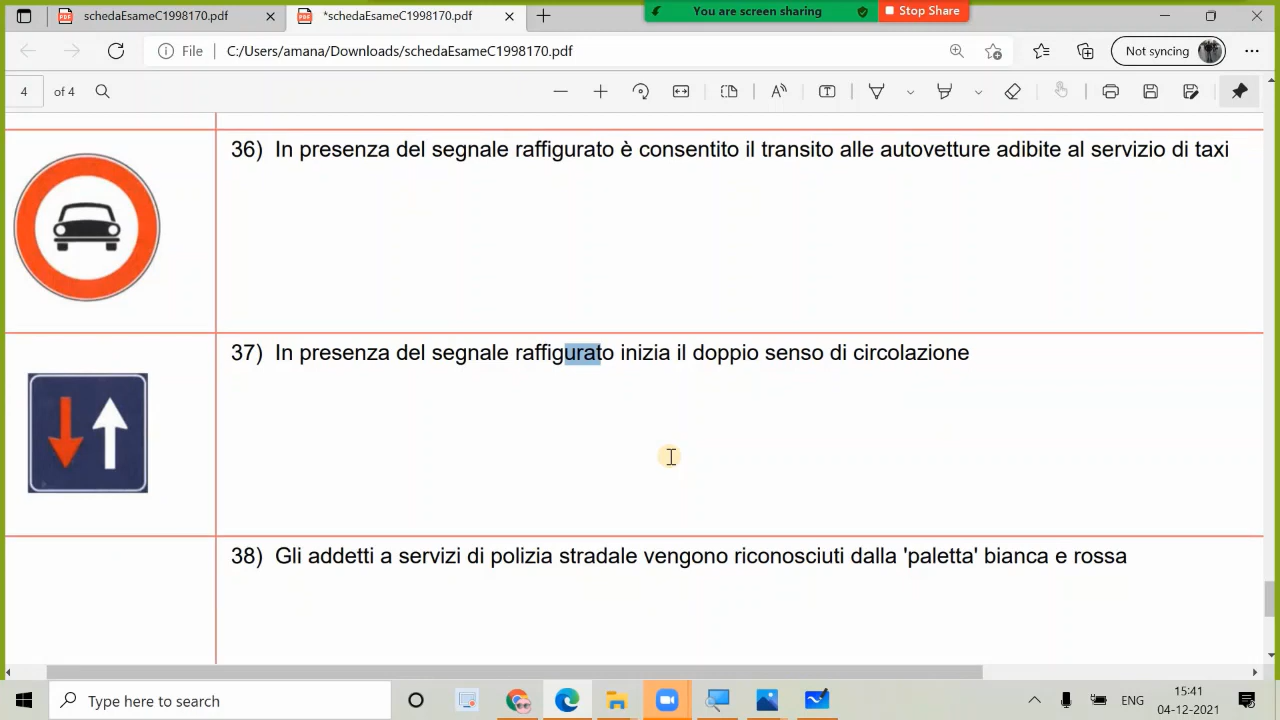 schedaEsameC1998170.pdf
*schedaEsameC1998170.pdf
You are screen sharing
Stop Share
File
C:/Users/amana/Downloads/schedaEsameC1998170.pdf
Not syncing
4 of 4
36) In presenza del segnale raffigurato è consentito il transito alle autovetture adibite al servizio di taxi
37) In presenza del segnale raffigurato inizia il doppio senso di circolazione
38) Gli addetti a servizi di polizia stradale vengono riconosciuti dalla 'paletta' bianca e rossa
Type here to search
ENG
15:41
04-12-2021